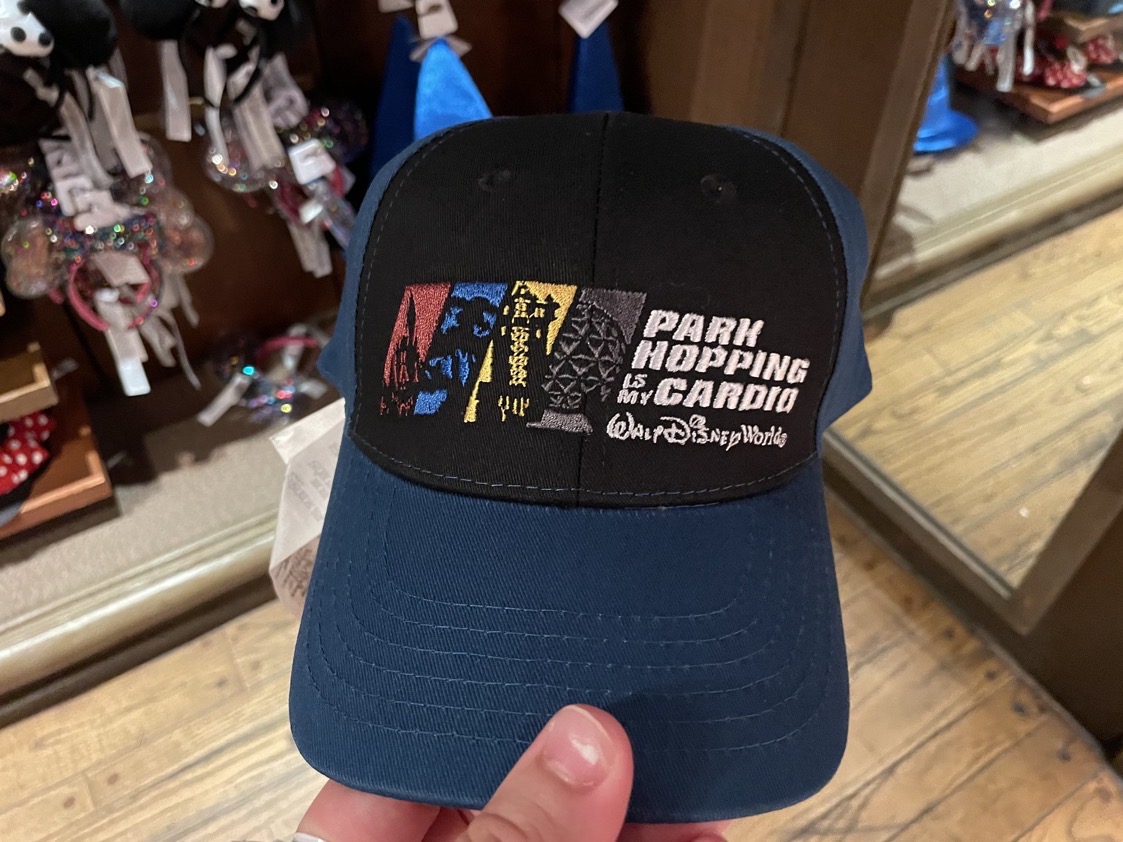 PARK
HOPPING
IS MY CARDIO
Walt Disney World